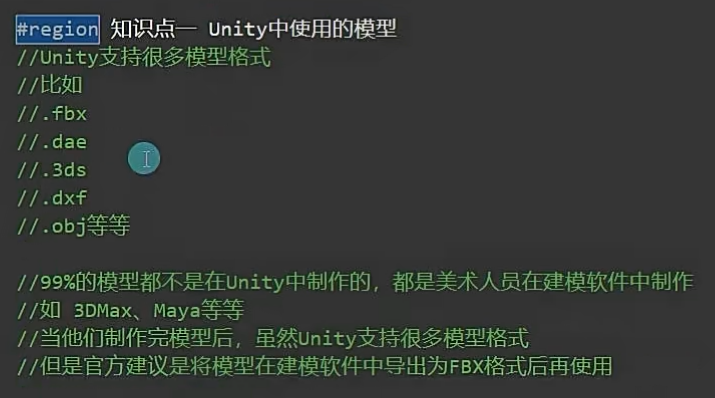 #region 知识点一 Unity中使用的模型
//Unity支持很多模型格式
//比如
//.fbx
//.dae
//.3ds
//.dxf
//.obj等等
//99%的模型都不是在Unity中制作的，都是美术人员在建模软件中制作
//如 3DMax、Maya等等
//当他们制作完模型后，虽然Unity支持很多模型格式
//但是官方建议是将模型在建模软件中导出为FBX格式后再使用